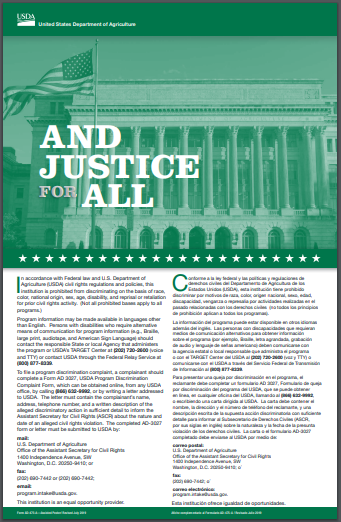 USDA
United States Department of Agriculture
AND
JUSTICE
FOR ALL
In accordance with Federal law and U.S. Department of
Agriculture (USDA) civil rights regulations and policies, this
institution is prohibited from discriminating on the basis of race,
color, national origin, sex, age, disability, and reprisal or retaliation
for prior civil rights activity. (Not all prohibited bases apply to all
programs.)
Program information may be made available in languages other
than English. Persons with disabilities who require alternative
means of communication for program information (e.g., Braille,
large print, audiotape, and American Sign Language) should
contact the responsible State or local Agency that administers
the program or USDA's TARGET Center at (202) 720-2600 (voice
and TTY) or contact USDA through the Federal Relay Service at
(800) 877-8339.
To file a program discrimination complaint, a complainant should
complete a Form AD 3027, USDA Program Discrimination
Complaint Form, which can be obtained online, from any USDA
office, by calling (866) 632-9992, or by writing a letter addressed
to USDA. The letter must contain the complainant's name,
address, telephone number, and a written description of the
alleged discriminatory action in sufficient detail to inform the
Assistant Secretary for Civil Rights (ASCR) about the nature and
date of an alleged civil rights violation. The completed AD-3027
form or letter must be submitted to USDA by:
mail:
U.S. Department of Agriculture
Office of the Assistant Secretary for Civil Rights
1400 Independence Avenue, SW
Washington, D.C. 20250-9410; or
fax:
(202) 690-7442;
email:
program.intake@usda.gov.
This institution is an equal opportunity provider.
Conforme a la ley federal y las políticas y regulaciones de
derechos civiles del Departamento de Agricultura de los
Estados Unidos (USDA), esta institución tiene prohibido
discriminar por motivos de raza, color, origen nacional, sexo, edad,
discapacidad, venganza o represalia por actividades realizadas en el
pasado relacionadas con los derechos civiles (no todos los principios
de prohibición aplican a todos los programas).
La información del programa puede estar disponible en otros idiomas
además del inglés. Las personas con discapacidades que requieran
medios de comunicación alternativos para obtener información
sobre el programa (por ejemplo, Braille, letra agrandada, grabación
de audio y lenguaje de señas americano) deben comunicarse con
la agencia estatal o local responsable que administra el programa
o con el TARGET Center del USDA al (202) 720-2600 (voz y TTY) o
comunicarse con el USDA a través del Servicio Federal de Transmisión
de Información al (800) 877-8339.
Para presentar una queja por discriminación en el programa, el
reclamante debe completar un formulario AD 3027, Formulario de queja
por discriminación del programa del USDA, que se puede obtener
en línea, en cualquier oficina del USDA, llamando al (866) 632-9992,
o escribiendo una carta dirigida al USDA. La carta debe contener el
nombre, la dirección y el número de teléfono del reclamante, y una
descripción escrita de la supuesta acción discriminatoria con suficiente
detalle para informar al Subsecretario de Derechos Civiles (ASCR,
por sus siglas en inglés) sobre la naturaleza y la fecha de la presunta
violación de los derechos civiles. La carta o el formulario AD-3027
completado debe enviarse al USDA por medio de:
correo postal:
U.S. Department of Agriculture
Office of the Assistant Secretary for Civil Rights
1400 Independence Avenue, SW
Washington, D.C. 20250-9410; o
fax:
(202) 690-7442; o
correo electrónico:
program.intake@usda.gov.
Esta institución ofrece igualdad de oportunidades.